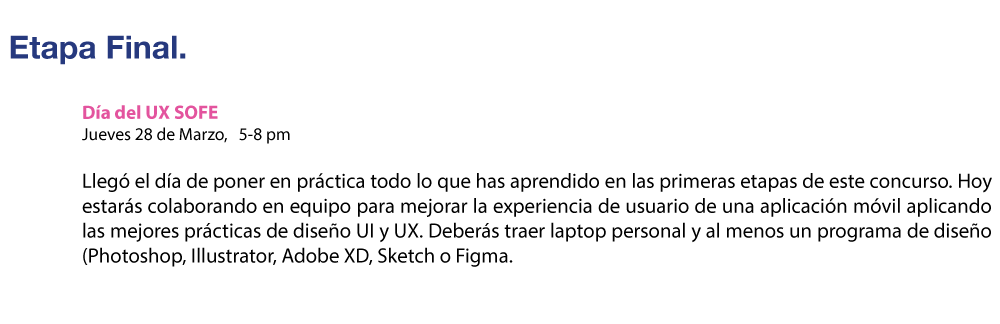 Etapa Final.
Día del UX SOFE
Jueves 28 de Marzo,  5-8 pm
Llegó el día de poner en práctica todo lo que has aprendido en las primeras etapas de este concurso. Hoy
estarás colaborando en equipo para mejorar la experiencia de usuario de una aplicación móvil aplicando
las mejores prácticas de diseño UI y UX. Deberás traer laptop personal y al menos un programa de diseño
(Photoshop, Illustrator, Adobe XD, Sketch o Figma.